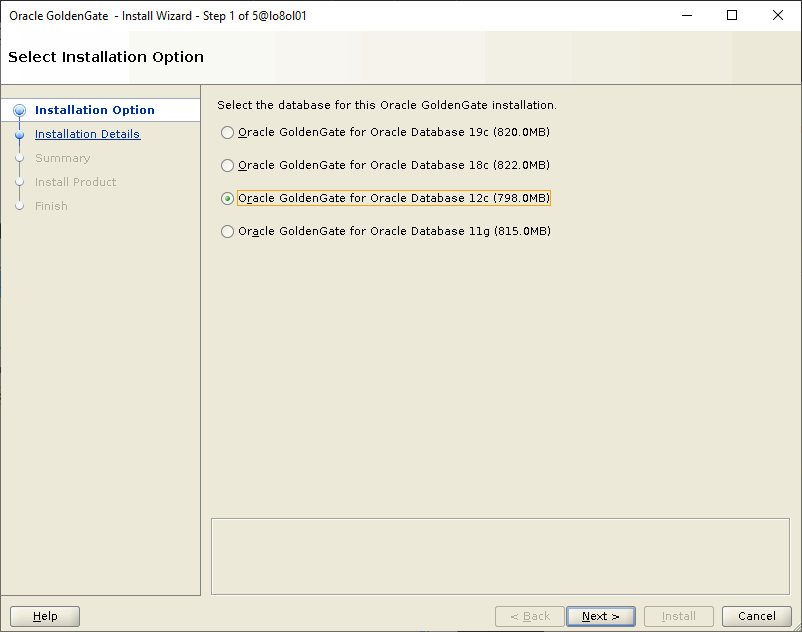 Oracle GoldenGate - Install Wizard - Step 1 of 5@lo8ol01
Select Installation Option
Installation Option
Installation Details
Summary
Install Product
Finish
Select the database for this Oracle GoldenGate installation.
Oracle GoldenGate for Oracle Database 19c (820.0MB)
Oracle GoldenGate for Oracle Database 18c (822.0MB)
Oracle GoldenGate for Oracle Database 12c (798.0MB)
Oracle GoldenGate for Oracle Database 11g (815.0MB)
Help
< Back
Next >
Install
Cancel